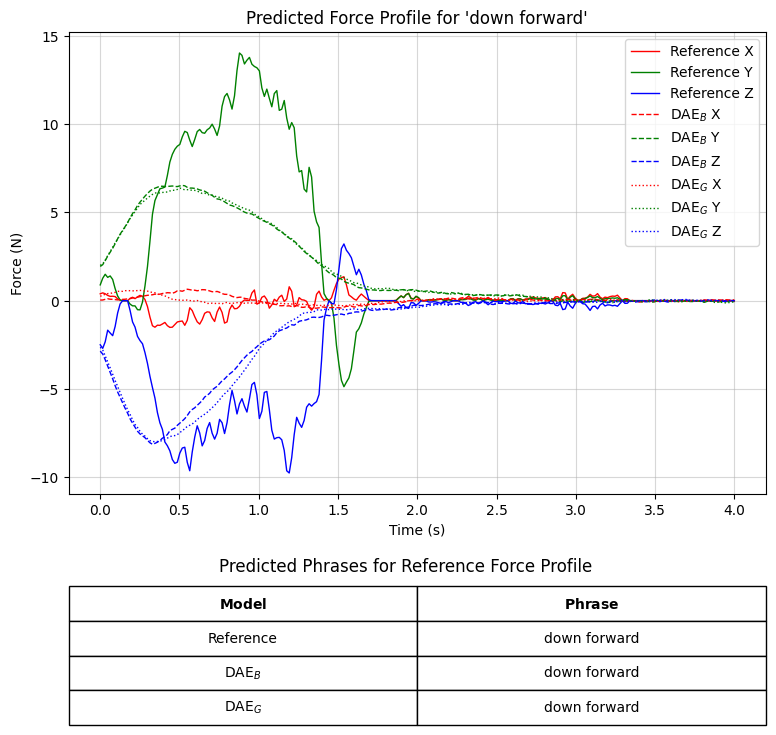 Predicted Force Profile for 'down forward'
Force (N)
15
10
5
0
−5
−10
Reference X
Reference Y
Reference Z
DAE_B X
DAE_B Y
DAE_B Z
DAE_G X
DAE_G Y
DAE_G Z
0.0 0.5 1.0 1.5 2.0 2.5 3.0 3.5 4.0
Time (s)
Predicted Phrases for Reference Force Profile
Model Phrase
Reference down forward
DAE_B down forward
DAE_G down forward